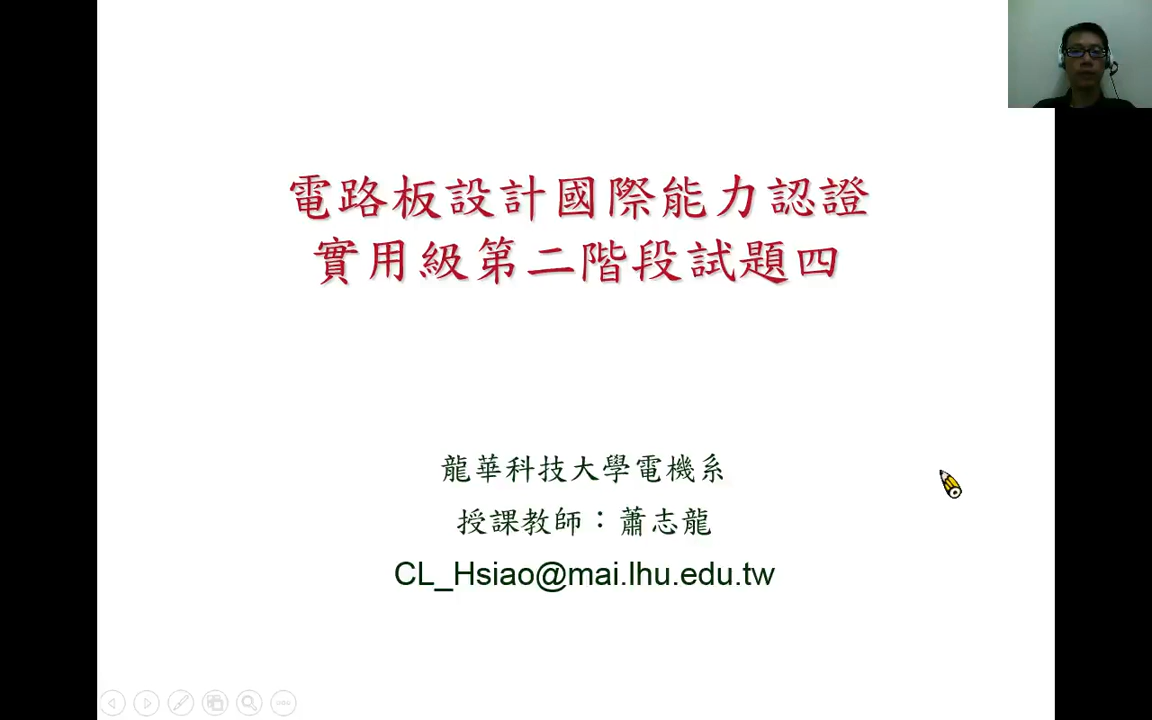 電路板設計國際能力認證
實用級第二階段試題四
龍華科技大學電機系
授課教師：蕭志龍
CL_Hsiao@mai.lhu.edu.tw